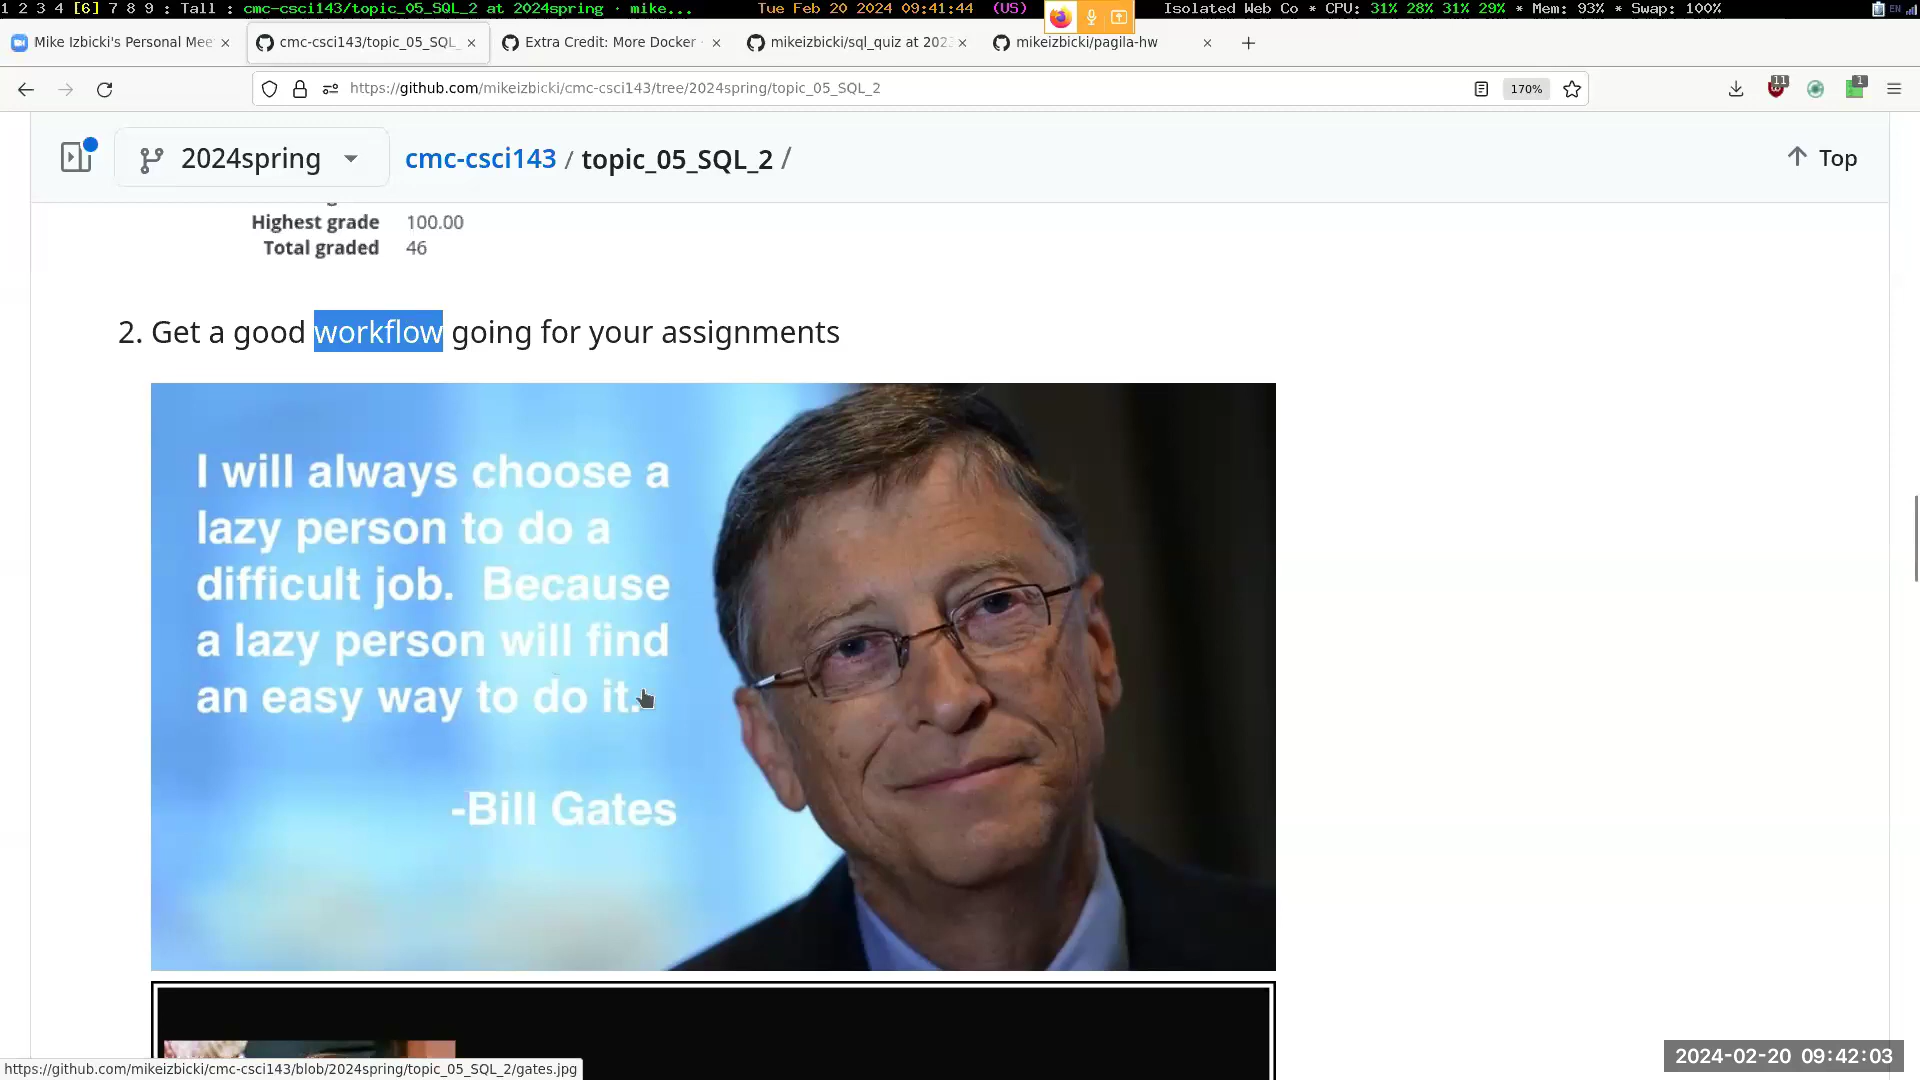 1 2 3 4 [6] 7 8 9 : Tall : cmc-csci143/topic_05_SQL_2 at 2024spring · mike... Tue Feb 20 2024 09:41:44 (US) Isolated Web Co * CPU: 31% 28% 31% 29% * Mem: 93% * Swap: 100% EN
Mike Izbicki's Personal Mee cmc-csci143/topic_05_SQL_ Extra Credit: More Docker mikeizbicki/sql_quiz at 202 mikeizbicki/pagila-hw
https://github.com/mikeizbicki/cmc-csci143/tree/2024spring/topic_05_SQL_2 170% 11 1
2024spring cmc-csci143 / topic_05_SQL_2 / Top
Highest grade 100.00
Total graded 46
2. Get a good workflow going for your assignments
I will always choose a
lazy person to do a
difficult job. Because
a lazy person will find
an easy way to do it.
-Bill Gates
2024-02-20 09:42:03
https://github.com/mikeizbicki/cmc-csci143/blob/2024spring/topic_05_SQL_2/gates.jpg